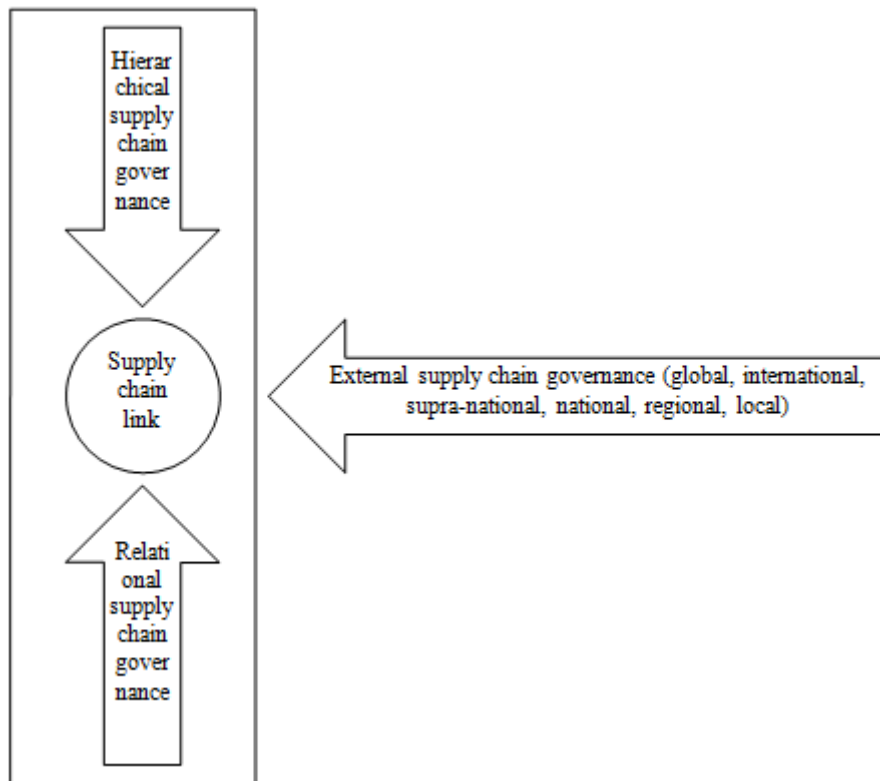 Hierar
chical
supply
chain
gover
nance
Supply
chain
link
External supply chain governance (global, international,
supra-national, national, regional, local)
Relati
onal
supply
chain
gover
nance